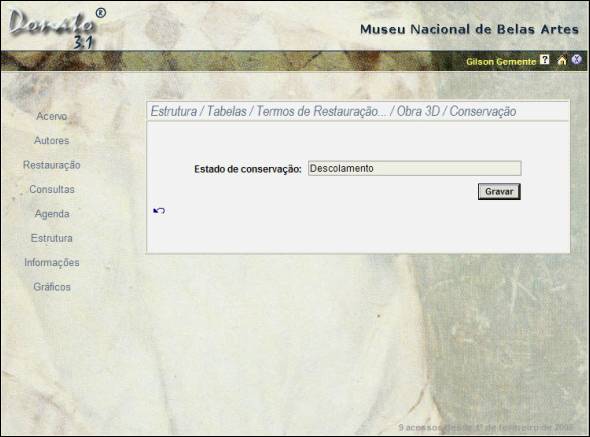 Donato ®
3.1
Museu Nacional de Belas Artes
Gilson Gemente ? X
Acervo
Autores
Restauração
Consultas
Agenda
Estrutura
Informações
Gráficos
Estrutura / Tabelas / Termos de Restauração... / Obra 3D / Conservação
Estado de conservação: Descolamento
Gravar
9 acessos desde 1º de fevereiro de